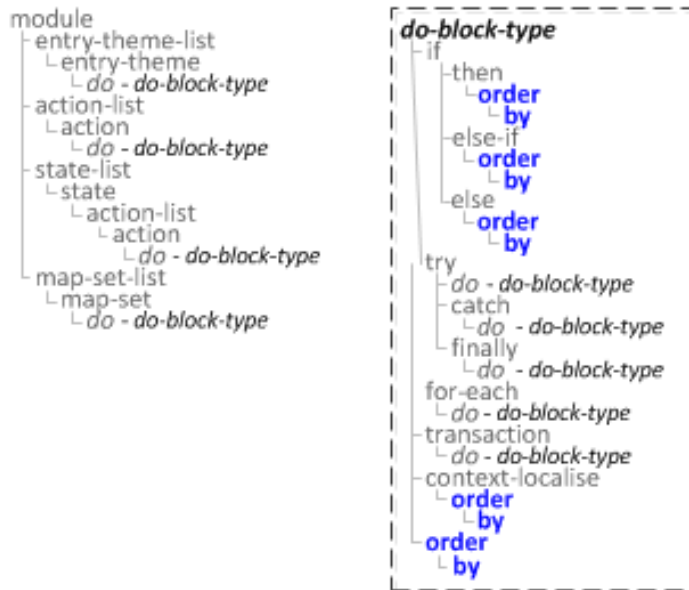 module
entry-theme-list
entry-theme
do - do-block-type
action-list
action
do - do-block-type
state-list
state
action-list
action
do - do-block-type
map-set-list
map-set
do - do-block-type
do-block-type
if
then
order
by
else-if
order
by
else
order
by
try
do - do-block-type
catch
do - do-block-type
finally
do - do-block-type
for-each
do - do-block-type
transaction
do - do-block-type
context-localise
order
by
order
by